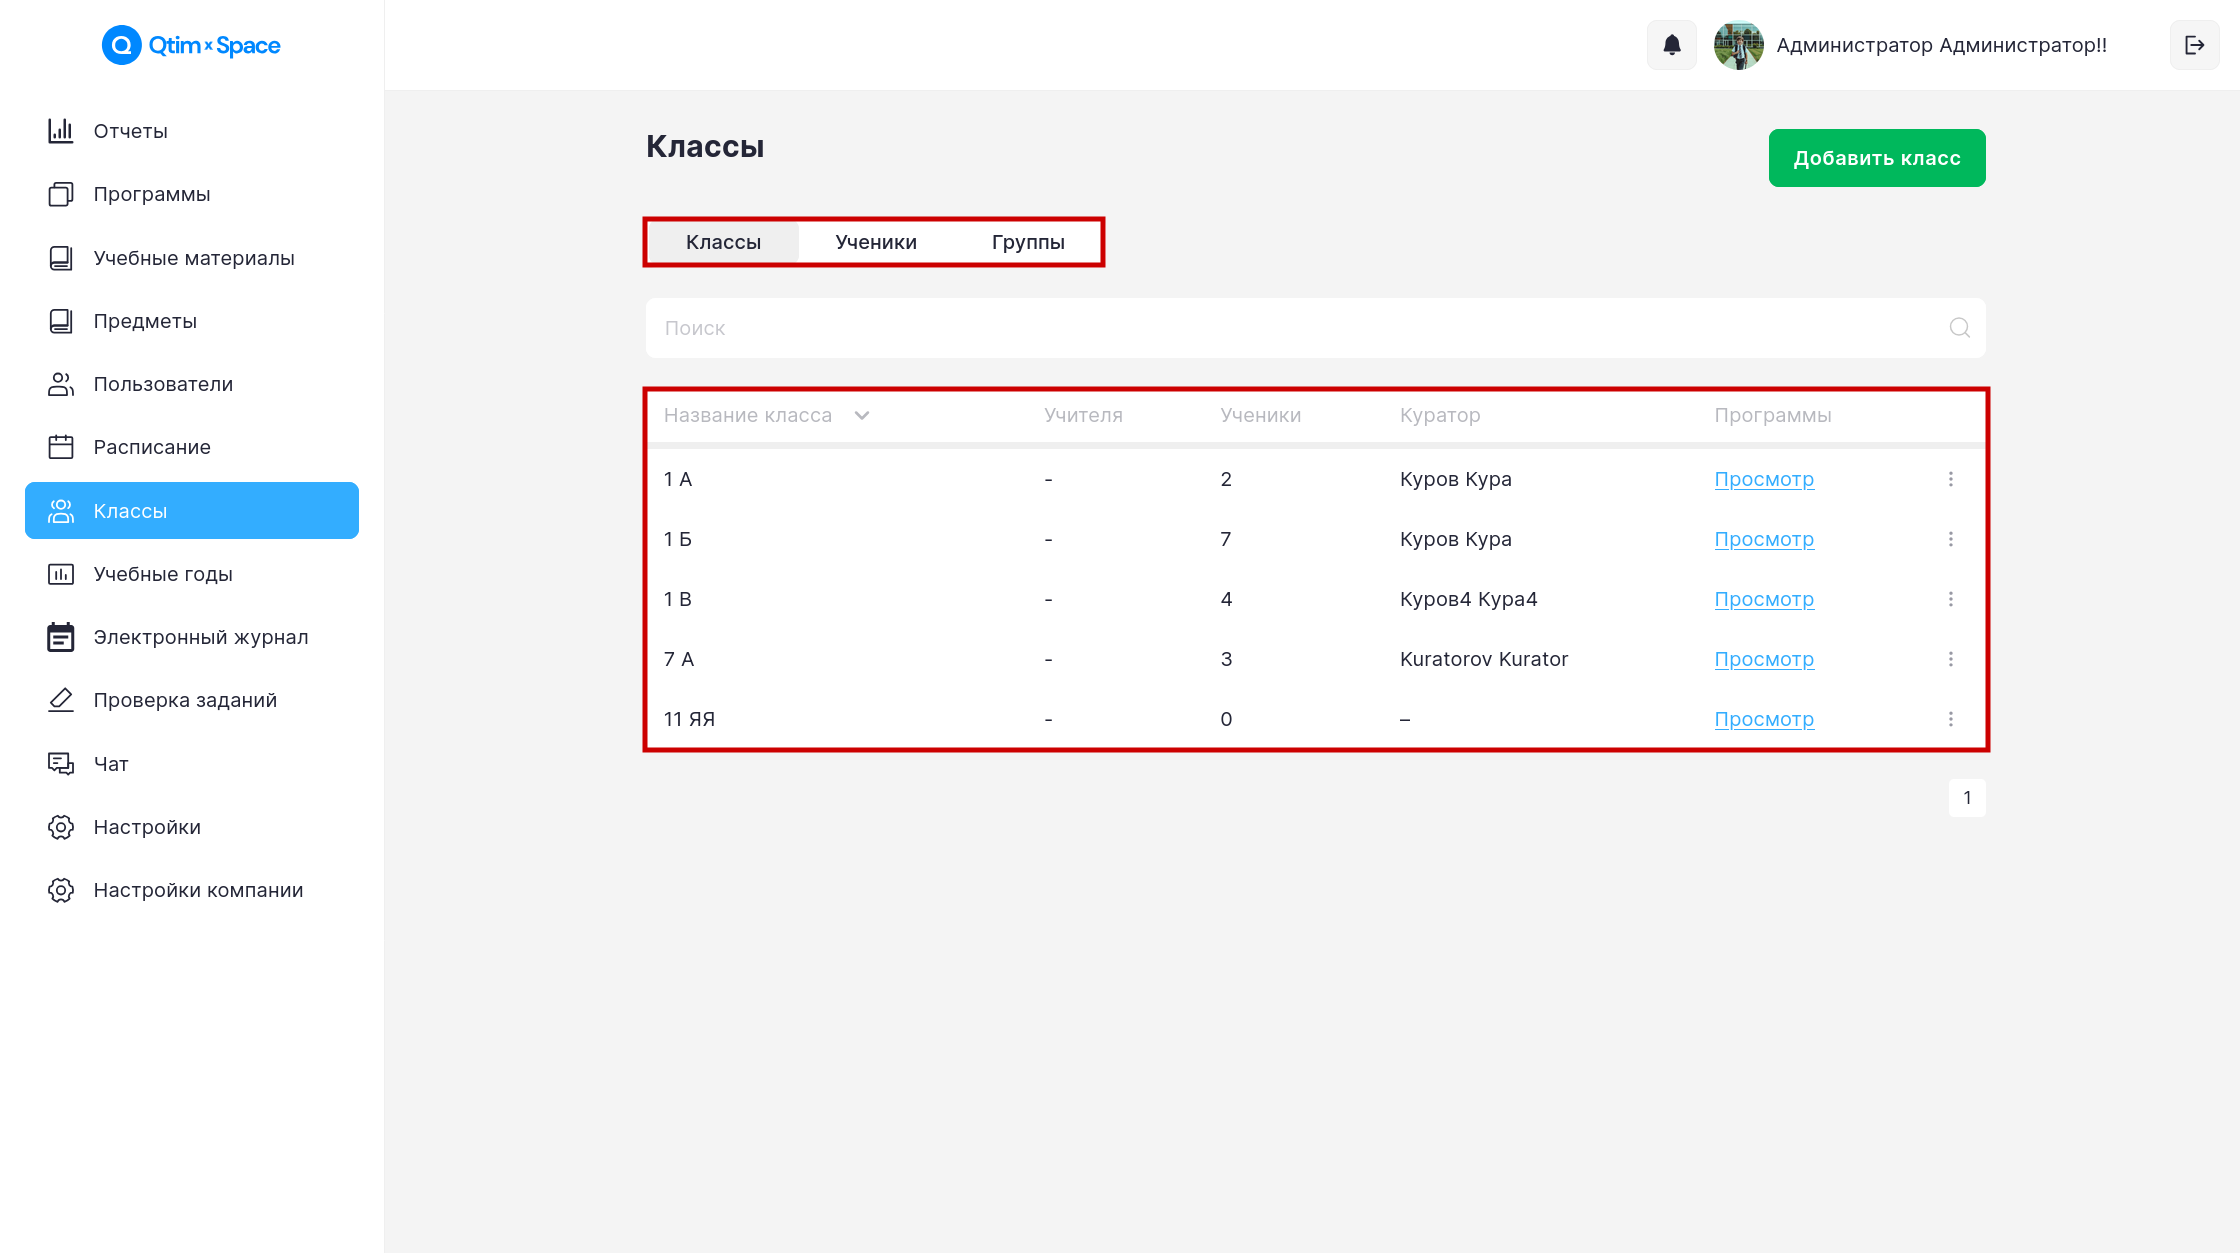 Qtim × Space
Администратор Администратор!!
Отчеты
Программы
Учебные материалы
Предметы
Пользователи
Расписание
Классы
Учебные годы
Электронный журнал
Проверка заданий
Чат
Настройки
Настройки компании
Классы
Добавить класс
Классы Ученики Группы
Поиск
Название класса Учителя Ученики Куратор Программы
1 А - 2 Куров Кура Просмотр
1 Б - 7 Куров Кура Просмотр
1 В - 4 Куров4 Кура4 Просмотр
7 А - 3 Kuratorov Kurator Просмотр
11 ЯЯ - 0 – Просмотр
1